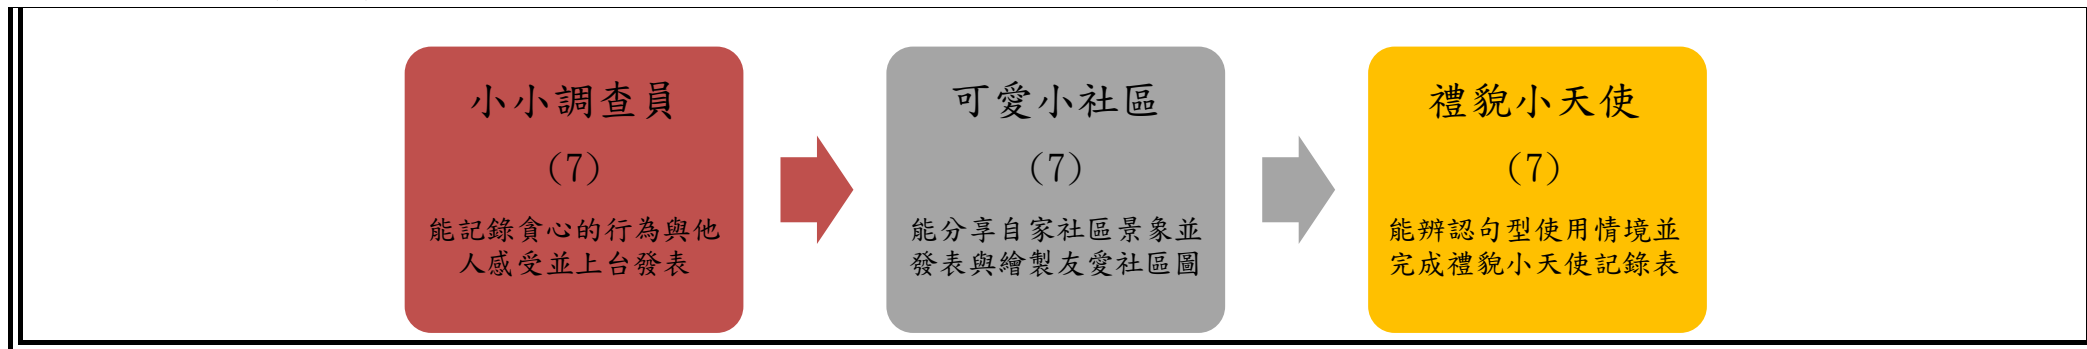 小小調查員
(7)
能記錄貪心的行為與他
人感受並上台發表
可愛小社區
(7)
能分享自家社區景象並
發表與繪製友愛社區圖
禮貌小天使
(7)
能辨認句型使用情境並
完成禮貌小天使記錄表